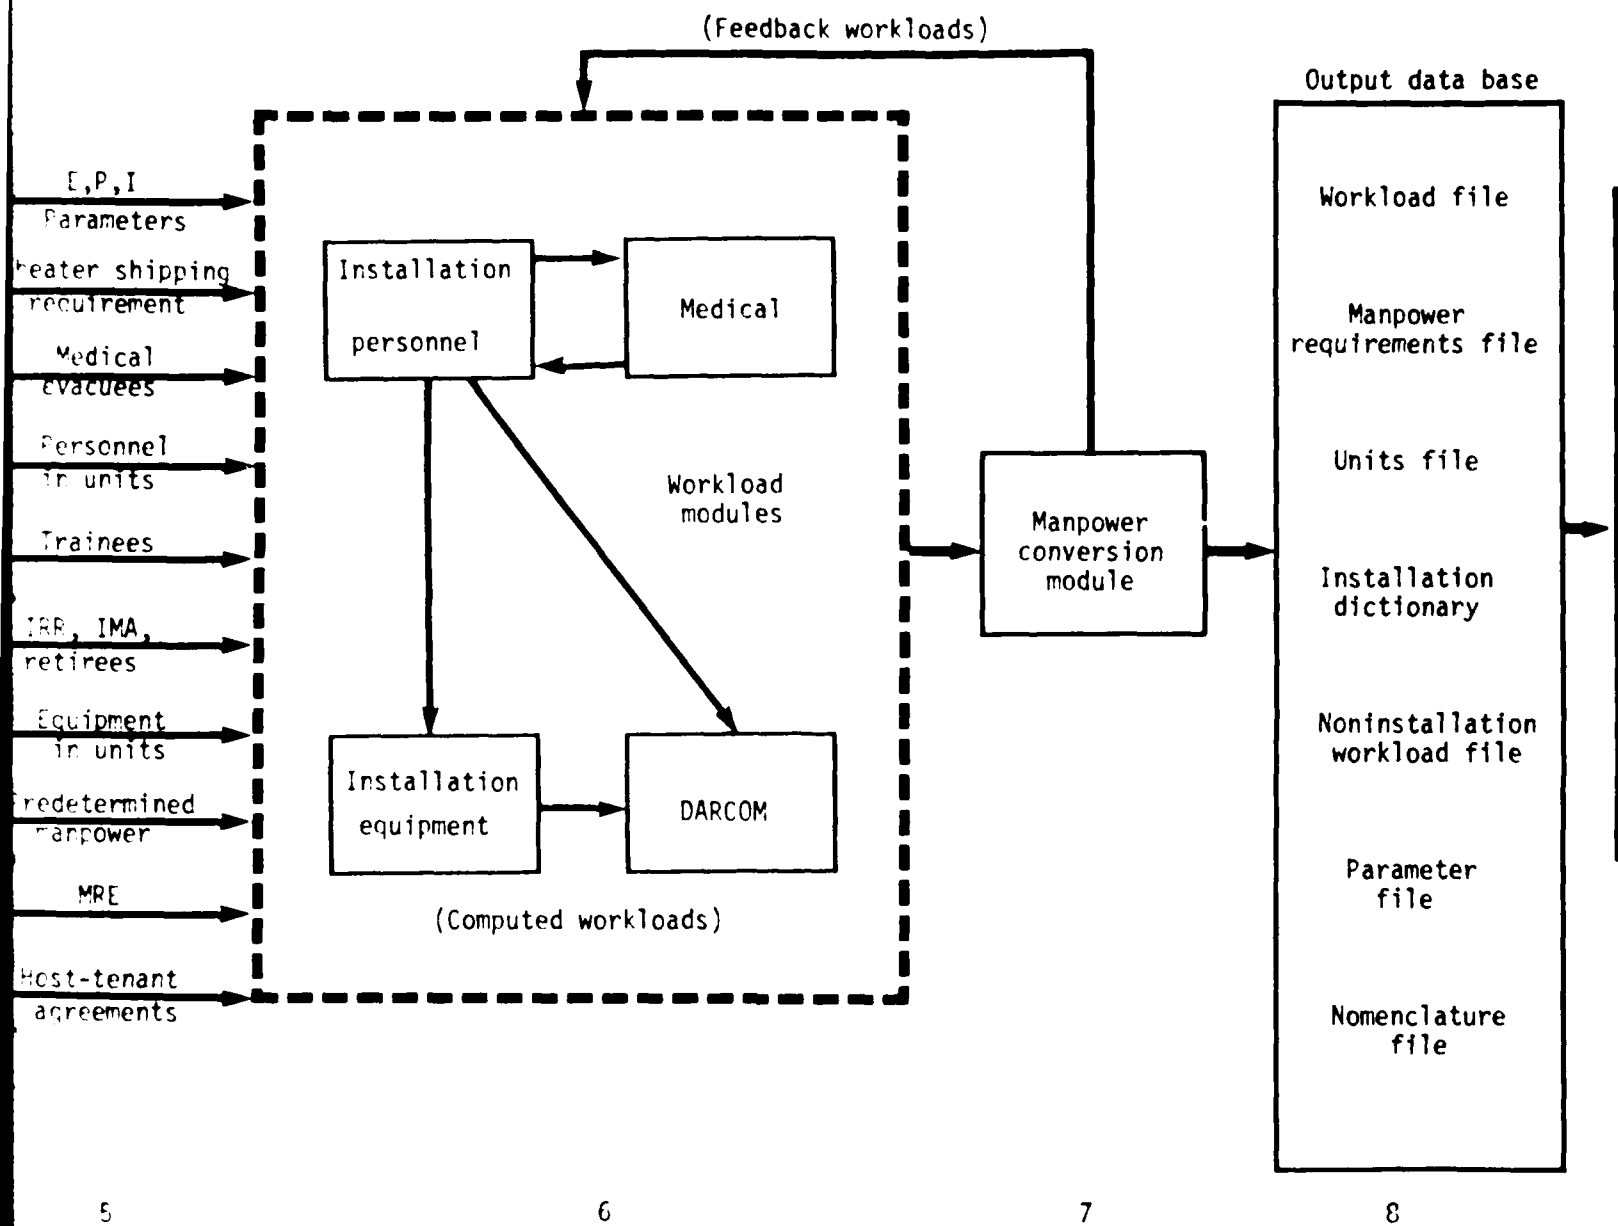 (Feedback workloads)
Output data base
E,P,I
Parameters
heater shipping
requirement
Medical
evacuees
Personnel
in units
Trainees
IRR, IMA,
retirees
Equipment
in units
Predetermined
manpower
MRE
Host-tenant
agreements
Installation
personnel
Medical
Workload
modules
Installation
equipment
DARCOM
(Computed workloads)
Manpower
conversion
module
Workload file
Manpower
requirements file
Units file
Installation
dictionary
Noninstallation
workload file
Parameter
file
Nomenclature
file
5 6 7 8